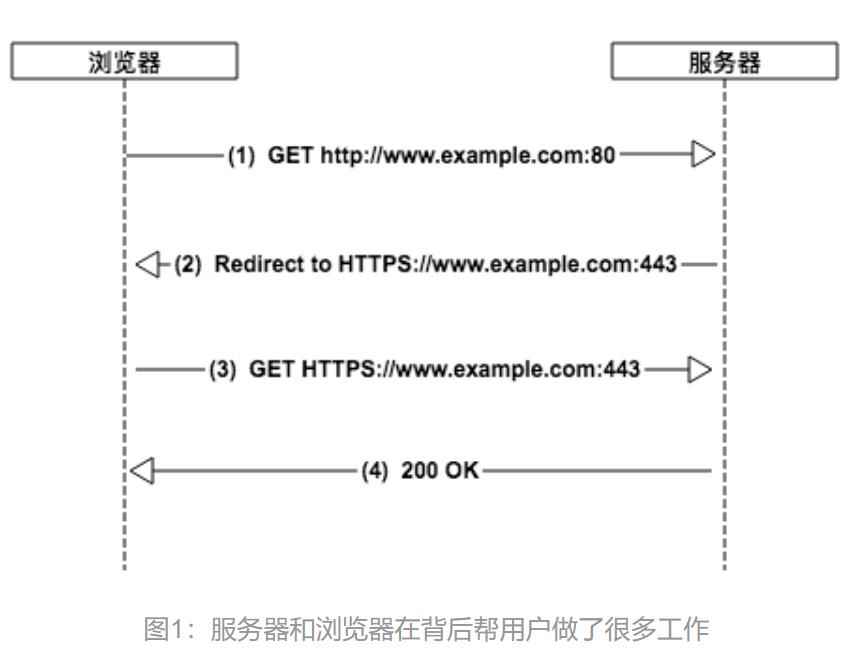 浏览器
服务器
(1) GET http://www.example.com:80
(2) Redirect to HTTPS://www.example.com:443
(3) GET HTTPS://www.example.com:443
(4) 200 OK
图1：服务器和浏览器在背后帮用户做了很多工作